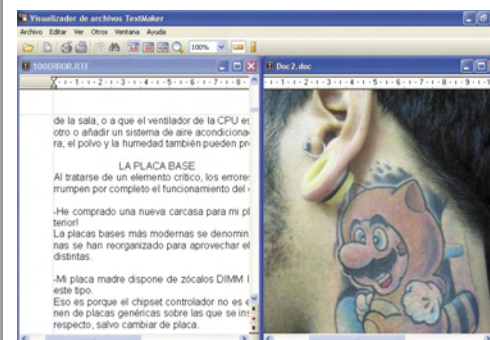 Visualizador de archivos TextMaker
Archivo Editar Ver Otros Ventana Ayuda
100%
100ERROR.RTF
Doc2.doc
de la sala, o a que el ventilador de la CPU es
otro o añadir un sistema de aire acondiciona
ra, el polvo y la humedad también pueden pr
LA PLACA BASE
Al tratarse de un elemento crítico, los errores
rrumpen por completo el funcionamiento del
-He comprado una nueva carcasa para mi pl
terior!
La placas bases más modernas se denomin
nas se han reorganizado para aprovechar el
distintas.
-Mi placa madre dispone de zócalos DIMM
este tipo.
Eso es porque el chipset controlador no es
nen de placas genéricas sobre las que se ins
respecto, salvo cambiar de placa.